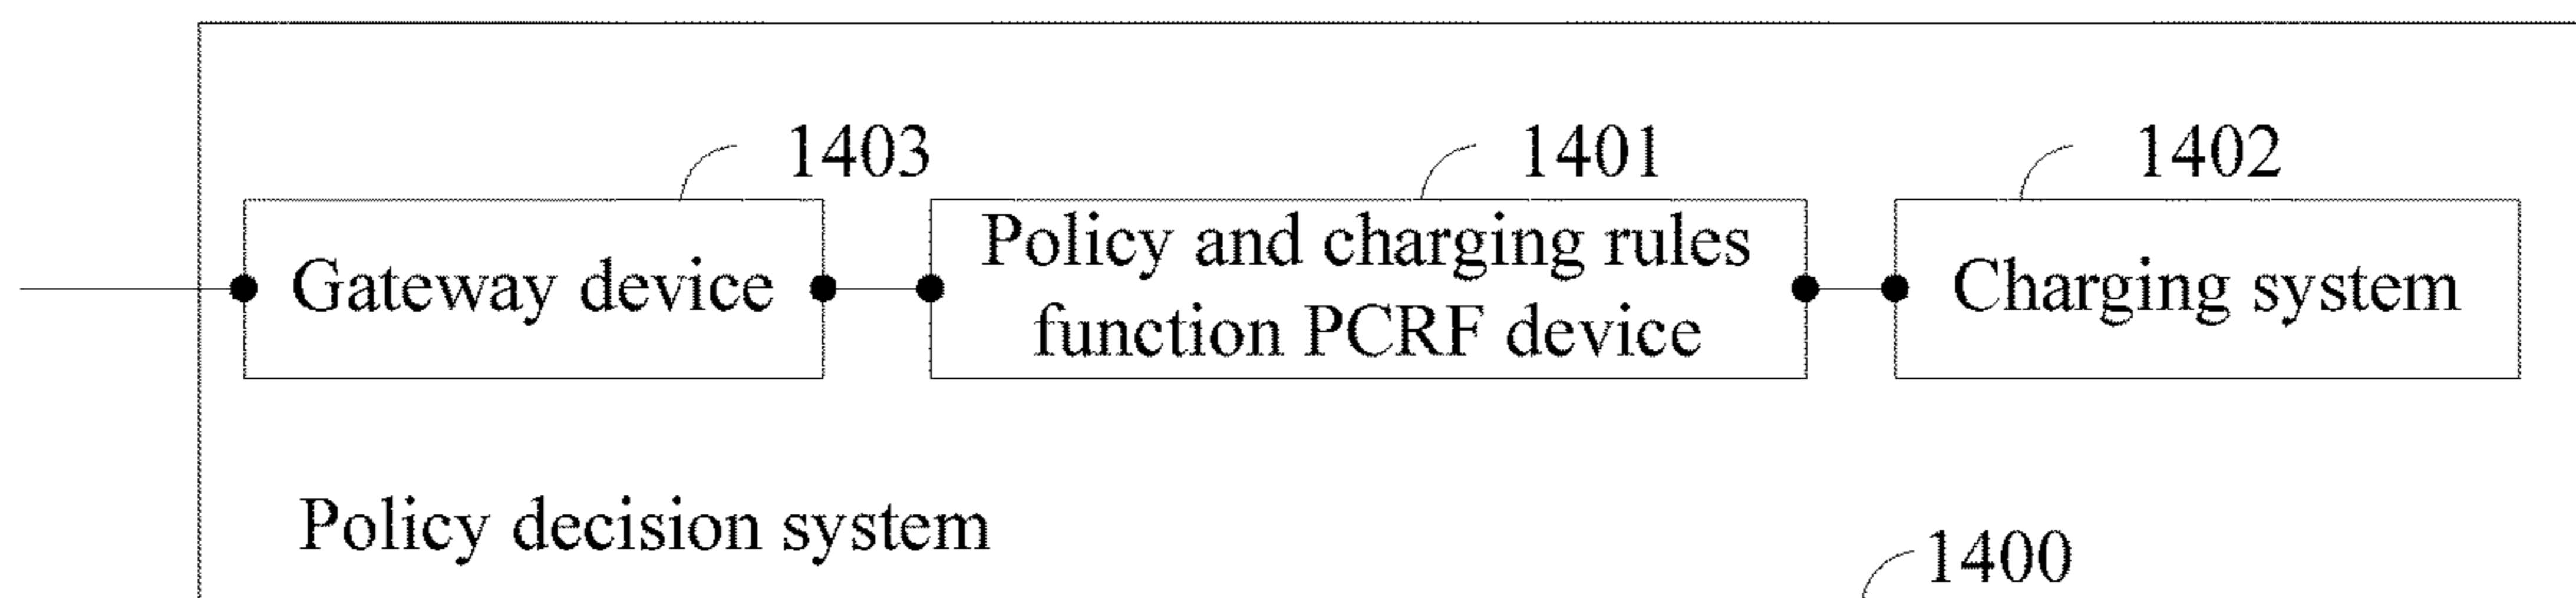 1403
1401
1402
Gateway device
Policy and charging rules
function PCRF device
Charging system
Policy decision system
1400